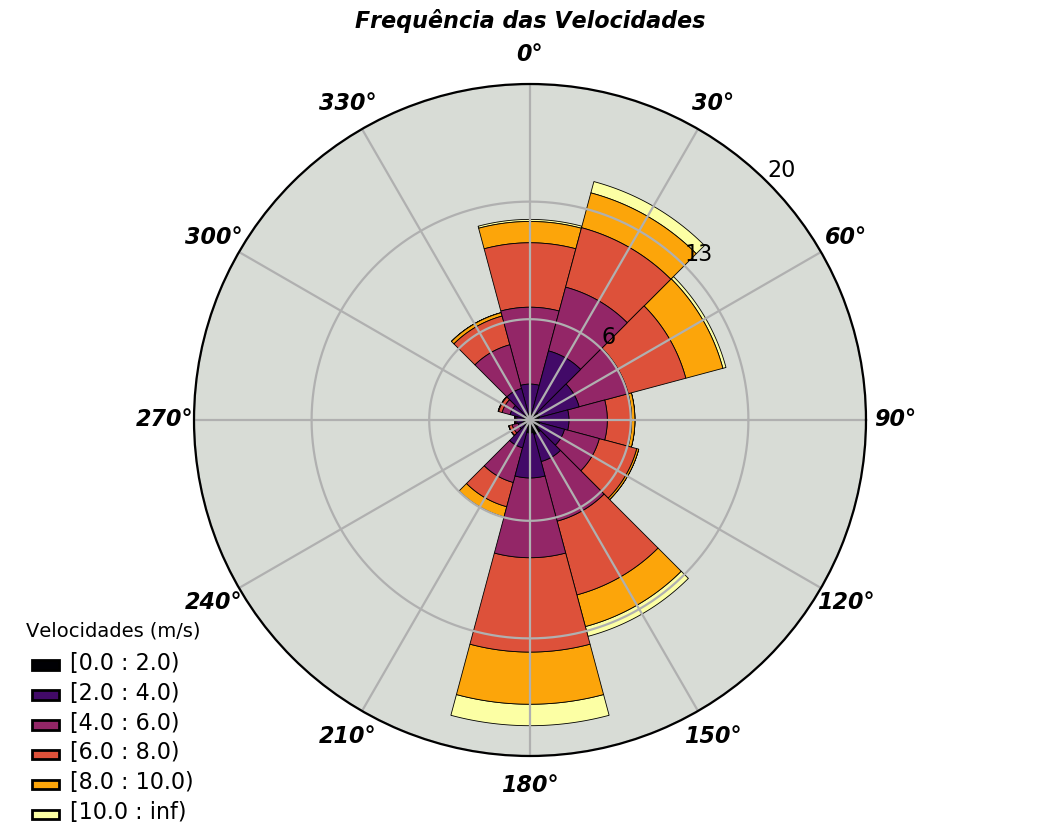 Frequência das Velocidades
0°
330°
30°
20
300°
60°
13
6
270°
90°
240°
120°
210°
150°
180°
Velocidades (m/s)
[0.0 : 2.0)
[2.0 : 4.0)
[4.0 : 6.0)
[6.0 : 8.0)
[8.0 : 10.0)
[10.0 : inf)